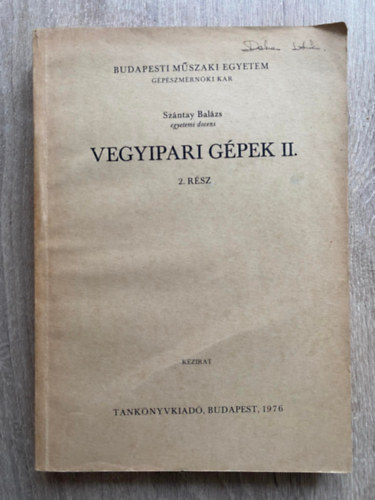 BUDAPESTI MŰSZAKI EGYETEM
GÉPÉSZMÉRNÖKI KAR
Szántay Balázs
egyetemi docens
VEGYIPARI GÉPEK II.
2. RÉSZ
KÉZIRAT
TANKÖNYVKIADÓ, BUDAPEST, 1976